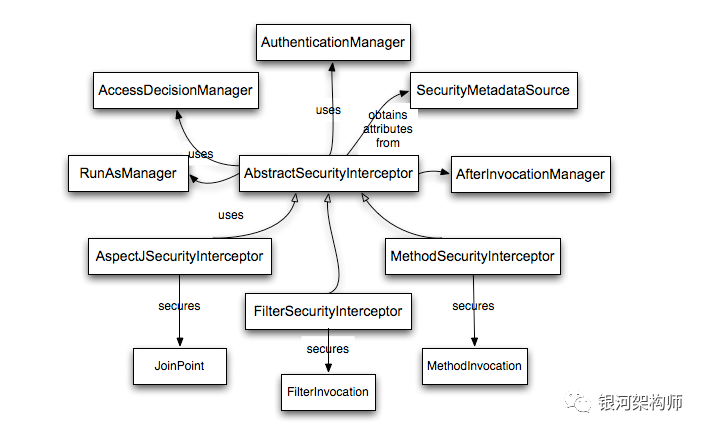 AuthenticationManager
AccessDecisionManager
SecurityMetadataSource
uses
obtains
attributes
from
uses
RunAsManager
AbstractSecurityInterceptor
AfterInvocationManager
uses
AspectJSecurityInterceptor
MethodSecurityInterceptor
FilterSecurityInterceptor
secures
secures
secures
JoinPoint
MethodInvocation
FilterInvocation
银河架构师